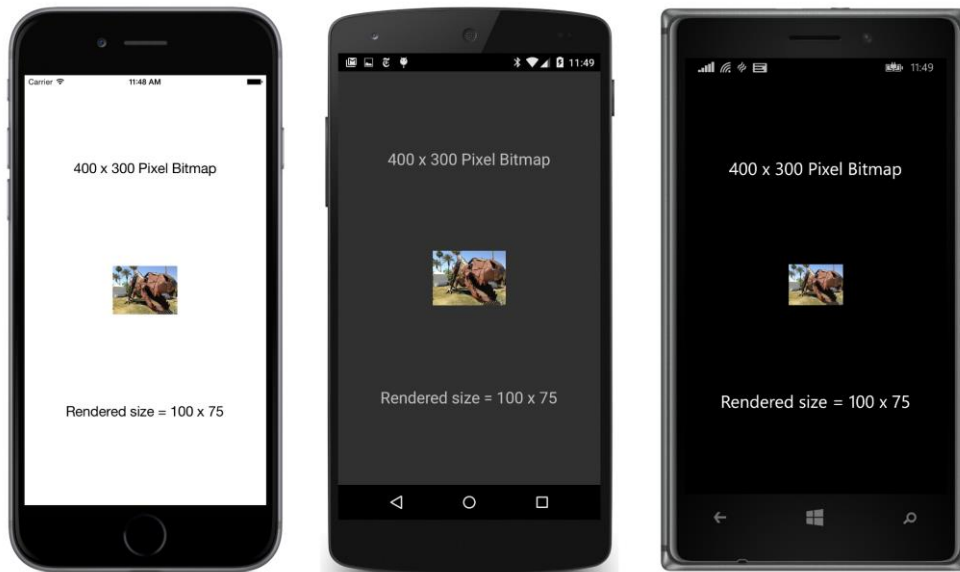 Carrier 11:48 AM
400 x 300 Pixel Bitmap
Rendered size = 100 x 75
11:49
400 x 300 Pixel Bitmap
Rendered size = 100 x 75
11:49
400 x 300 Pixel Bitmap
Rendered size = 100 x 75